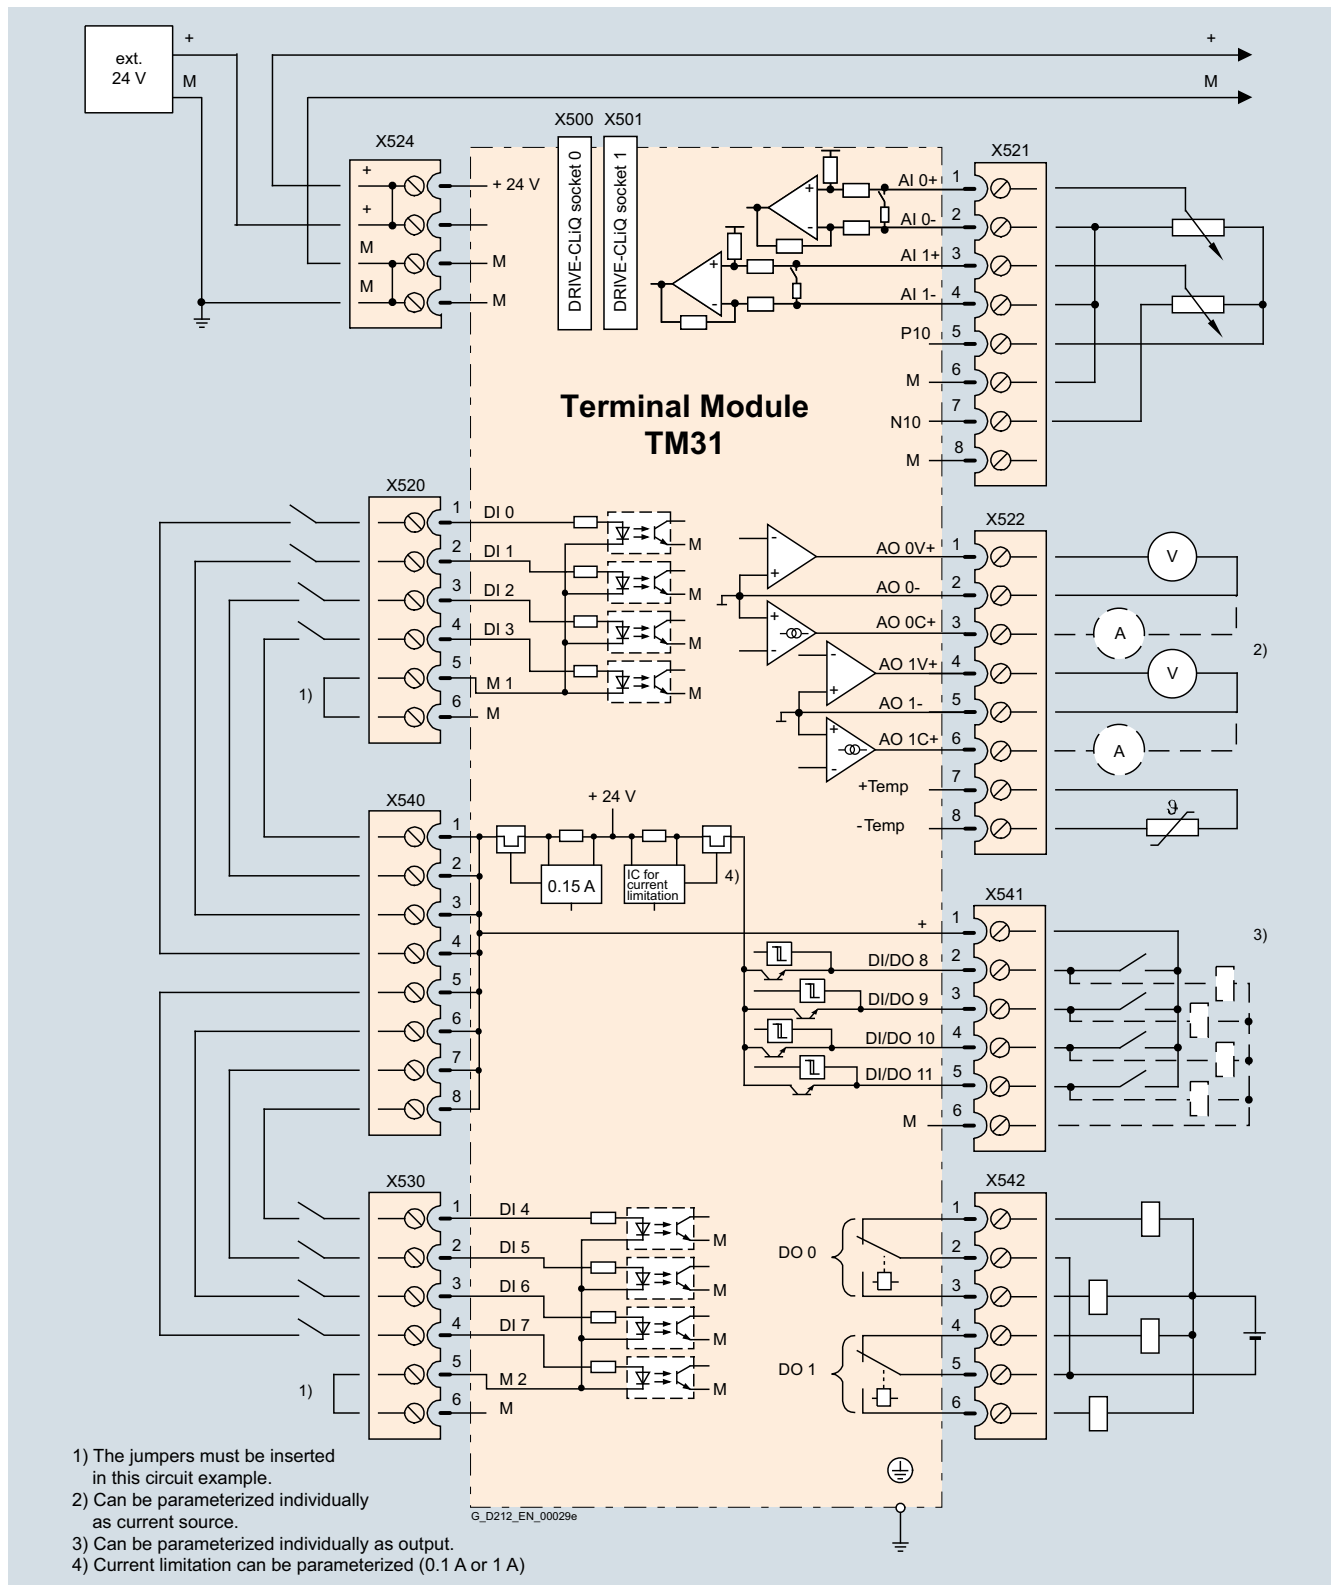 ext.
24 V
+
M
+
M
X524
X500
X501
X521
+
+
M
M
+ 24 V
M
M
DRIVE-CLiQ socket 0
DRIVE-CLiQ socket 1
+
-
+
-
AI 0+
AI 0-
AI 1+
AI 1-
P10
M
N10
M
1
2
3
4
5
6
7
8
Terminal Module
TM31
X520
1
2
3
4
5
6
DI 0
DI 1
DI 2
DI 3
M 1
M
M
M
M
M
1)
X522
-
+
+
-
-
+
+
-
AO 0V+
AO 0-
AO 0C+
AO 1V+
AO 1-
AO 1C+
+Temp
-Temp
1
2
3
4
5
6
7
8
V
A
V
A
ϑ
2)
X540
1
2
3
4
5
6
7
8
+ 24 V
0.15 A
IC for
current
limitation
4)
X541
+
DI/DO 8
DI/DO 9
DI/DO 10
DI/DO 11
M
1
2
3
4
5
6
3)
X530
1
2
3
4
5
6
DI 4
DI 5
DI 6
DI 7
M 2
M
M
M
M
M
1)
X542
DO 0
DO 1
1
2
3
4
5
6
1) The jumpers must be inserted
in this circuit example.
2) Can be parameterized individually
as current source.
3) Can be parameterized individually as output.
4) Current limitation can be parameterized (0.1 A or 1 A)
G_D212_EN_00029e